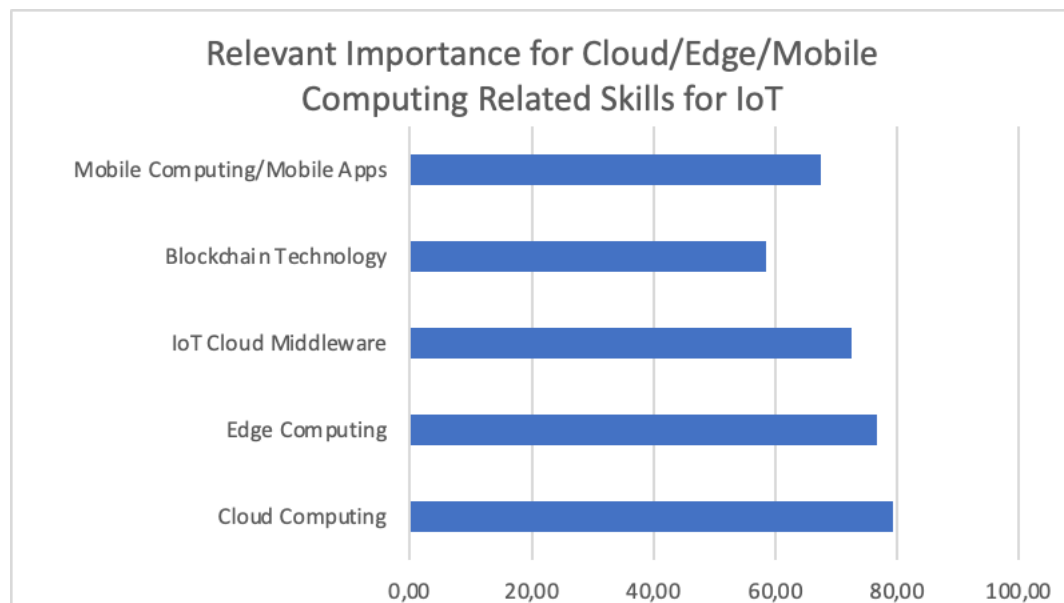 Relevant Importance for Cloud/Edge/Mobile
Computing Related Skills for IoT
Mobile Computing/Mobile Apps
Blockchain Technology
IoT Cloud Middleware
Edge Computing
Cloud Computing
0,00 20,00 40,00 60,00 80,00 100,00